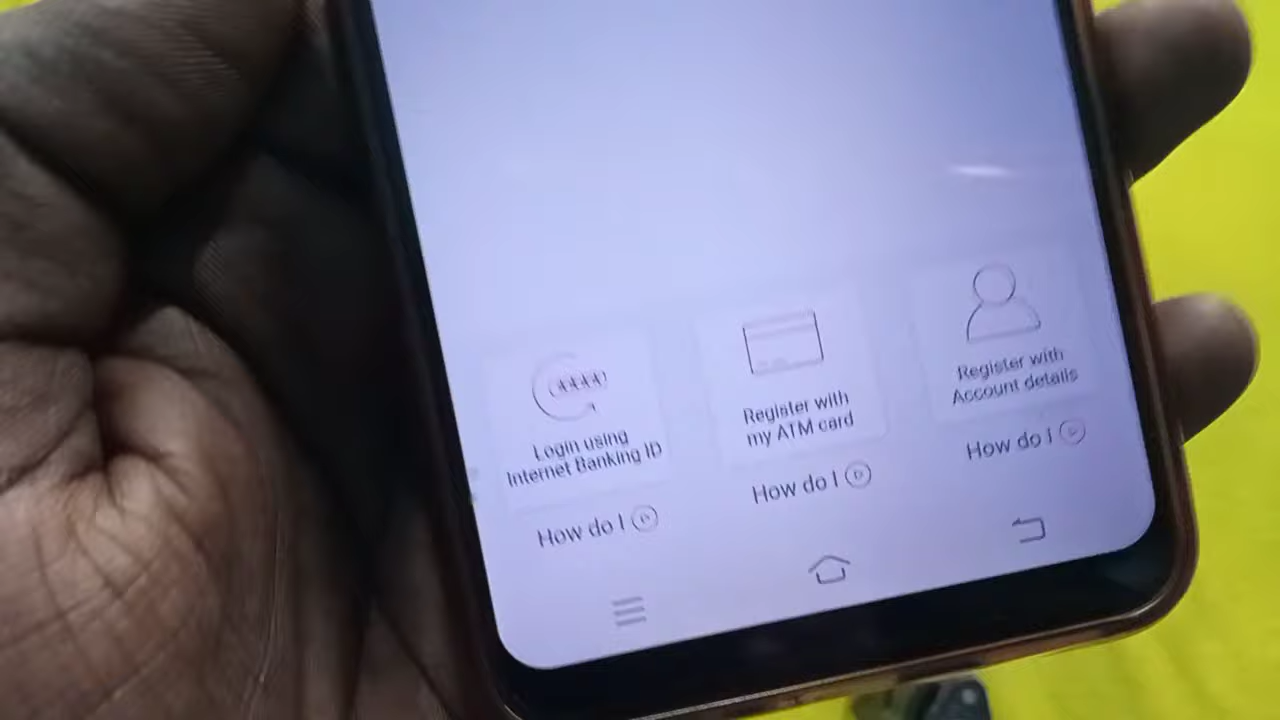 Login using
Internet Banking ID
How do I
Register with
my ATM card
How do I
Register with
Account details
How do I